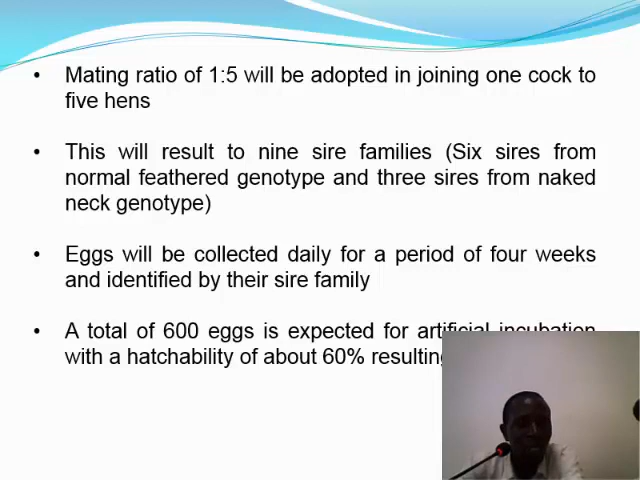 • Mating ratio of 1:5 will be adopted in joining one cock to
five hens
• This will result to nine sire families (Six sires from
normal feathered genotype and three sires from naked
neck genotype)
• Eggs will be collected daily for a period of four weeks
and identified by their sire family
• A total of 600 eggs is expected for artificial incubation
with a hatchability of about 60% resulting